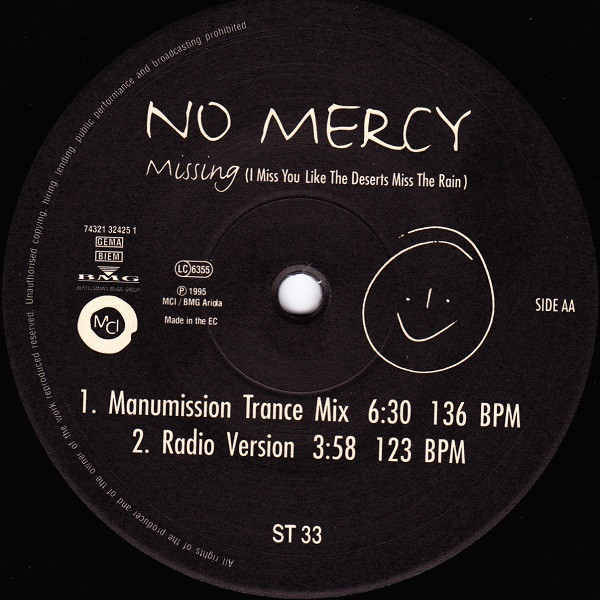 All rights of the producer and of the owner of the work reproduced reserved. Unauthorised copying, hiring, lending, public performance and broadcasting prohibited
NO MERCY
Missing (I Miss You Like The Deserts Miss The Rain)
74321 32425 1
GEMA
BIEM
BMG
BERTELSMANN MUSIC GROUP
MCI
LC 6355
Ⓟ 1995
MCI / BMG Ariola
Made in the EC
SIDE AA
1. Manumission Trance Mix 6:30 136 BPM
2. Radio Version 3:58 123 BPM
ST 33